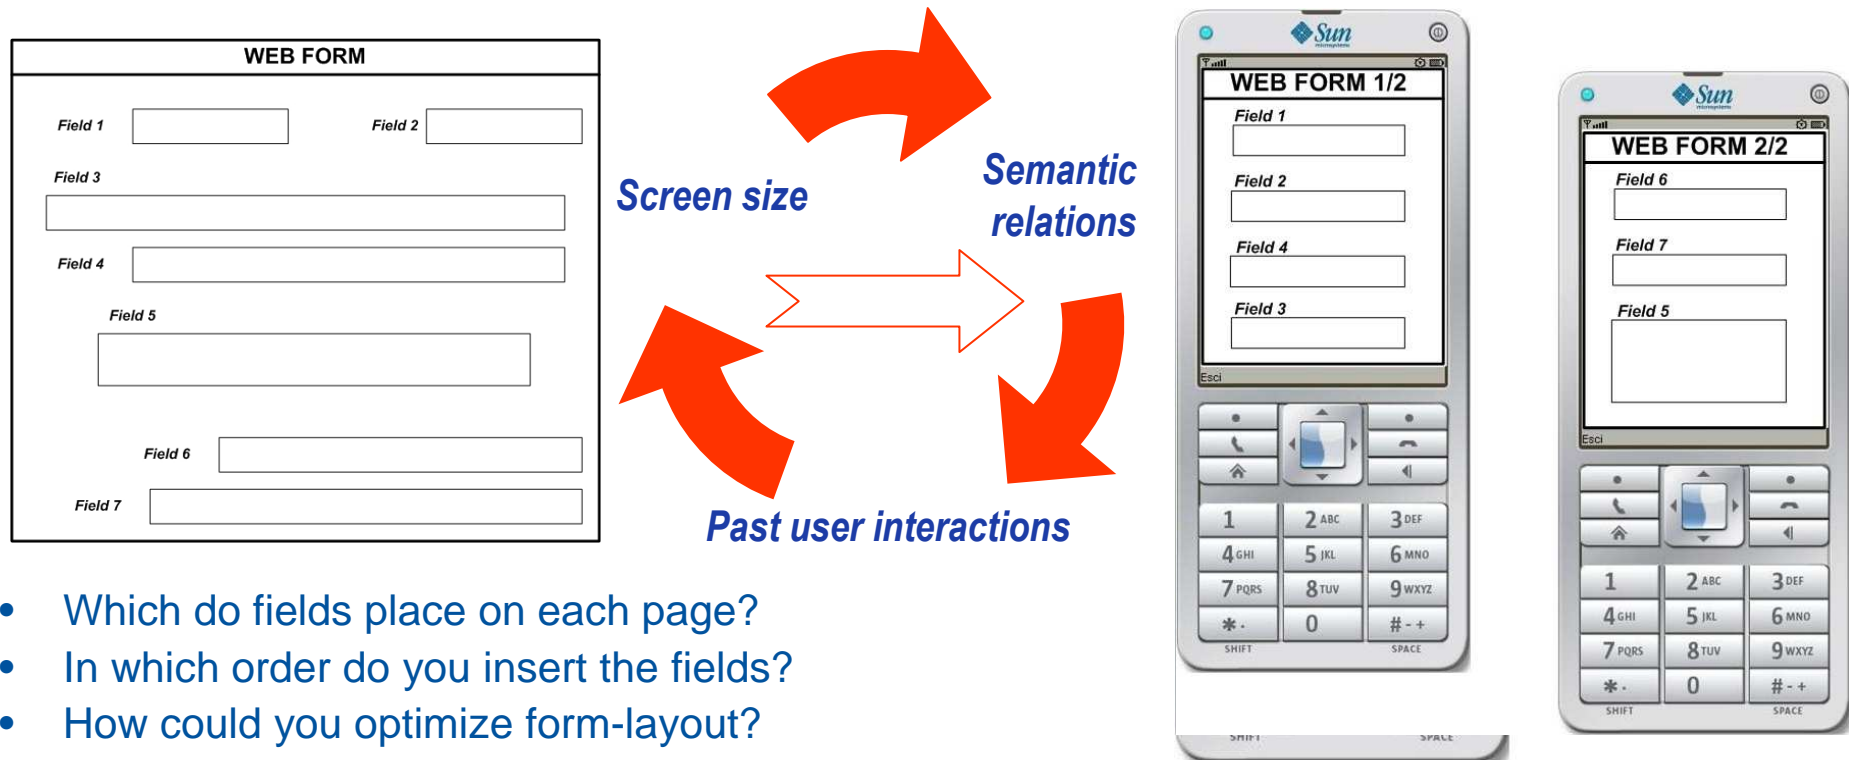 WEB FORM
Field 1
Field 2
Field 3
Field 4
Field 5
Field 6
Field 7
Screen size
Semantic
relations
Past user interactions
• Which do fields place on each page?
• In which order do you insert the fields?
• How could you optimize form-layout?
Sun
microsystems
WEB FORM 1/2
Field 1
Field 2
Field 4
Field 3
Esci
1 2 ABC 3 DEF
4 GHI 5 JKL 6 MNO
7 PQRS 8 TUV 9 WXYZ
* . 0 # - +
SHIFT SPACE
SHIFT SPACE
Sun
microsystems
WEB FORM 2/2
Field 6
Field 7
Field 5
Esci
1 2 ABC 3 DEF
4 GHI 5 JKL 6 MNO
7 PQRS 8 TUV 9 WXYZ
* . 0 # - +
SHIFT SPACE